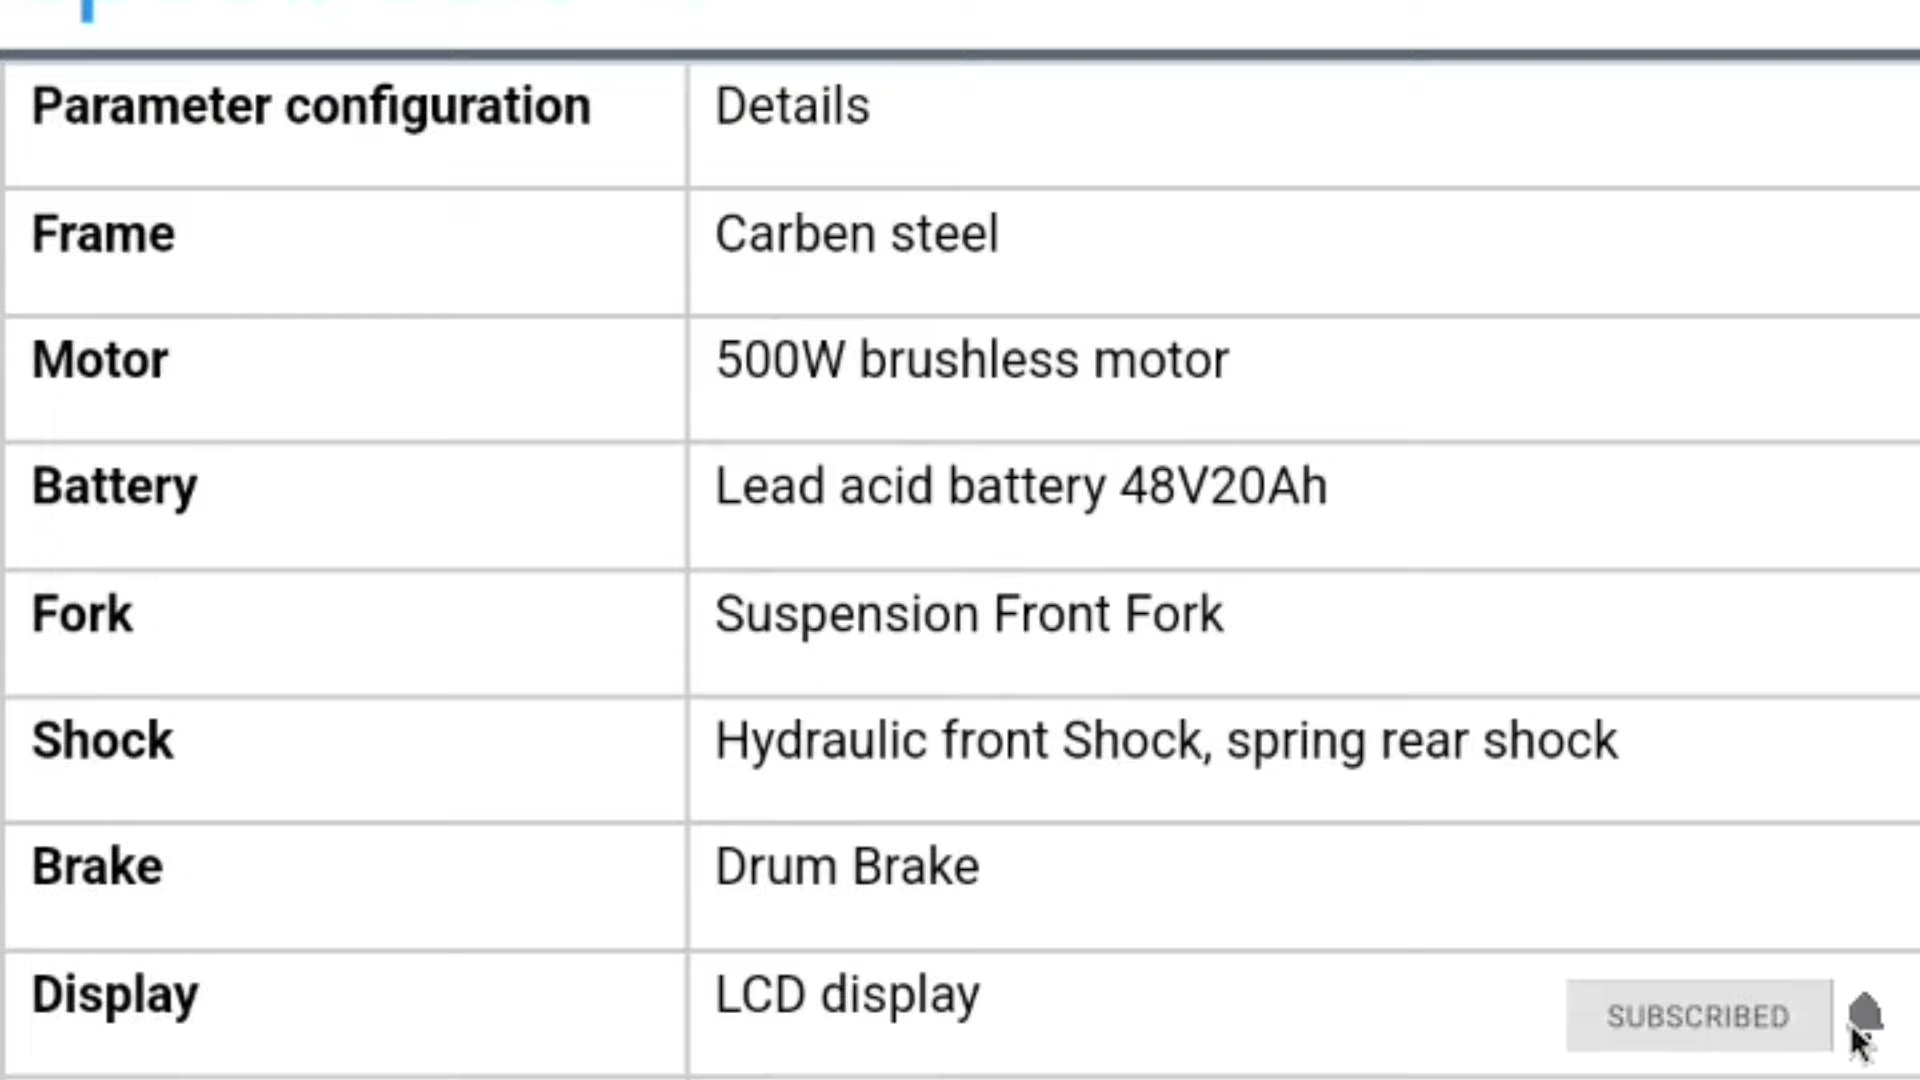 Parameter configuration Details
Frame Carben steel
Motor 500W brushless motor
Battery Lead acid battery 48V20Ah
Fork Suspension Front Fork
Shock Hydraulic front Shock, spring rear shock
Brake Drum Brake
Display LCD display
SUBSCRIBED